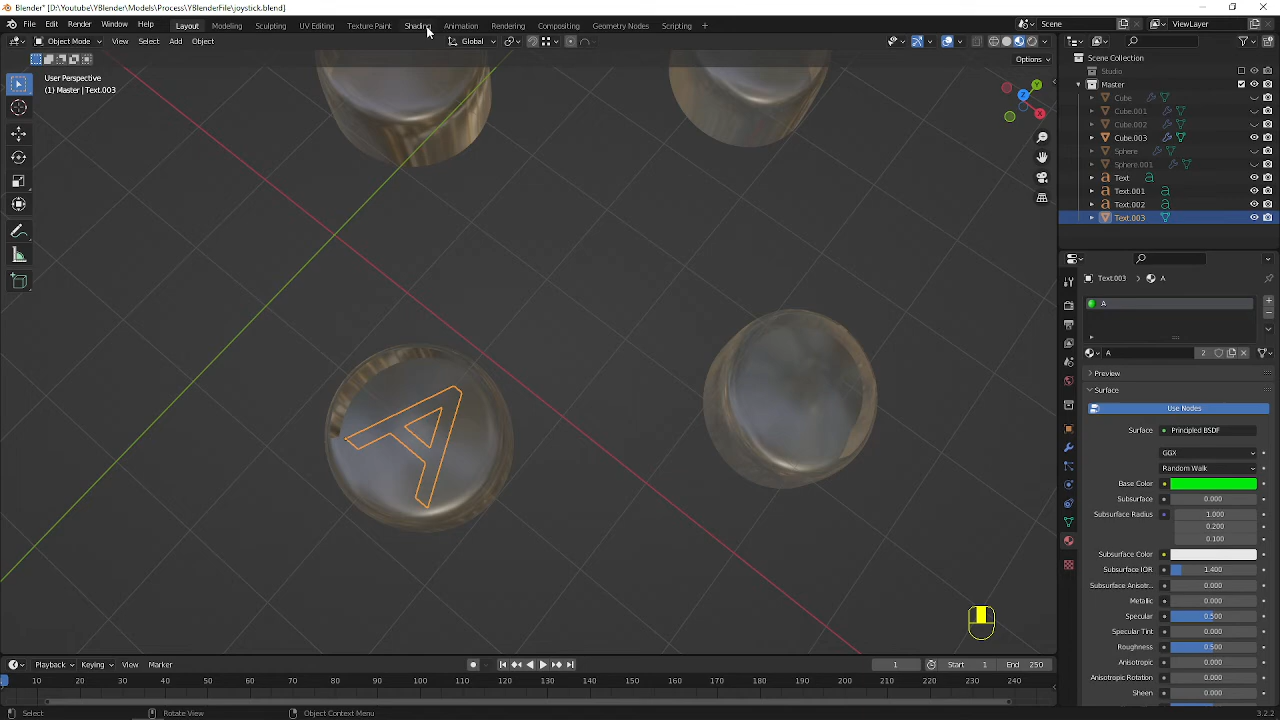 Blender* [D:\Youtube\YBlender\Models\Process\YBlenderFile\joystick.blend]
File Edit Render Window Help Layout Modeling Sculpting UV Editing Texture Paint Shading Animation Rendering Compositing Geometry Nodes Scripting + Scene ViewLayer
Object Mode View Select Add Object Global
Options
User Perspective
(1) Master | Text.003
Z
Y
X
A
Scene Collection
Studio
Master
Cube
Cube.001
Cube.002
Cube.003
Sphere
Sphere.001
Text
Text.001
Text.002
Text.003
Text.003 A
A
A 2
Preview
Surface
Use Nodes
Surface Principled BSDF
GGX
Random Walk
Base Color
Subsurface 0.000
Subsurface Radius 1.000
0.200
0.100
Subsurface Color
Subsurface IOR 1.400
Subsurface Anisotr... 0.000
Metallic 0.000
Specular 0.500
Specular Tint 0.000
Roughness 0.500
Anisotropic 0.000
Anisotropic Rotation 0.000
Sheen 0.000
Playback Keying View Marker 1 Start 1 End 250
0 10 20 30 40 50 60 70 80 90 100 110 120 130 140 150 160 170 180 190 200 210 220 230 240
Select Rotate View Object Context Menu 3.2.2